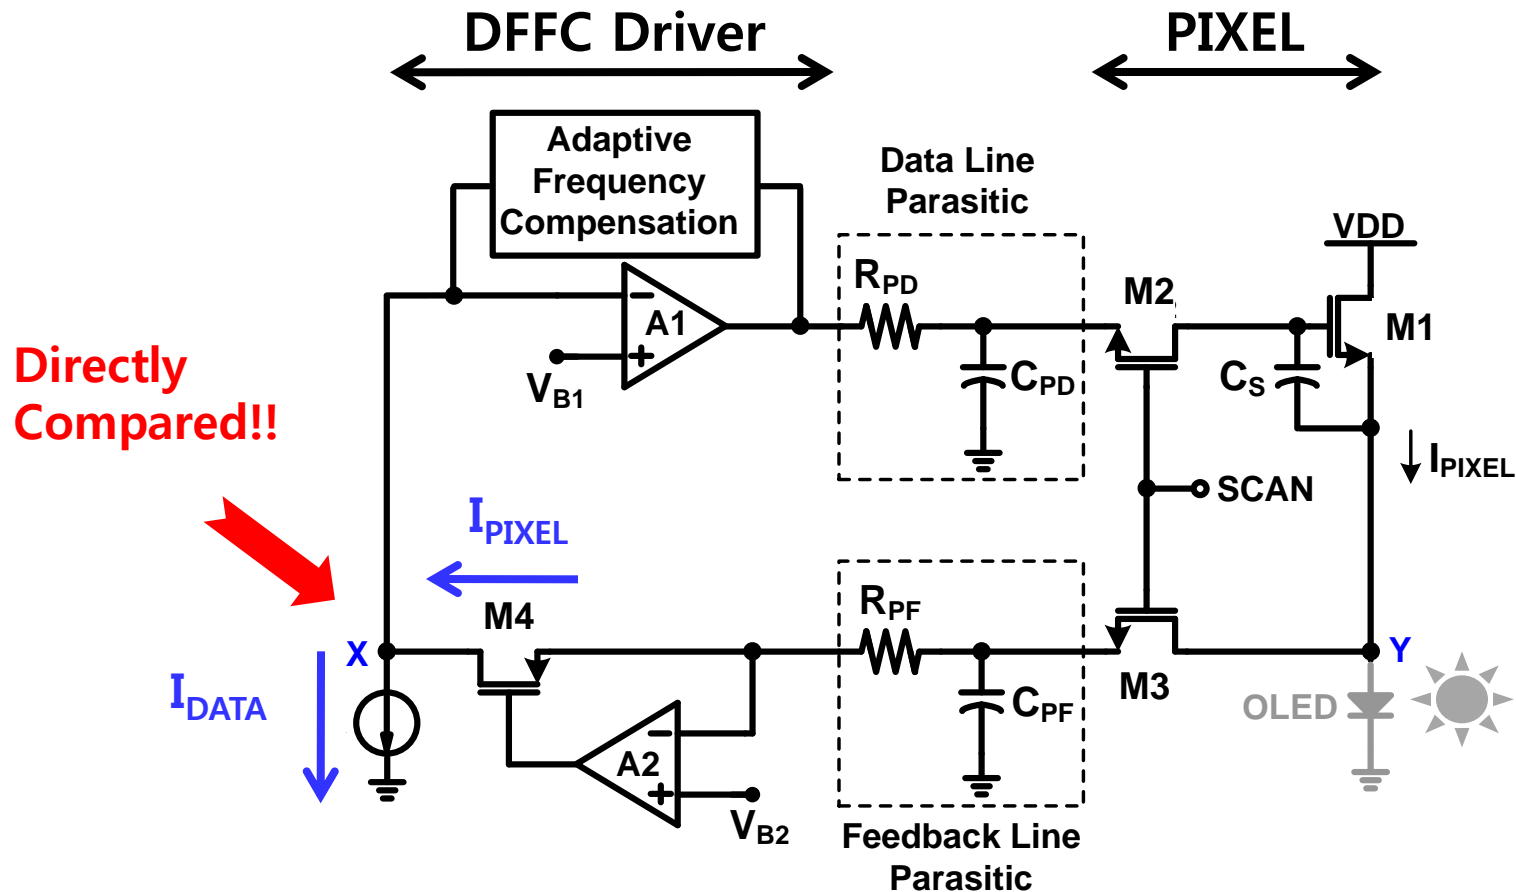 DFFC Driver
PIXEL
Adaptive
Frequency
Compensation
Data Line
Parasitic
VDD
RPD
M2
A1
M1
VB1
CPD
CS
Directly
Compared!!
IPIXEL
SCAN
IPIXEL
RPF
M4
X
Y
M3
IDATA
CPF
OLED
A2
VB2
Feedback Line
Parasitic